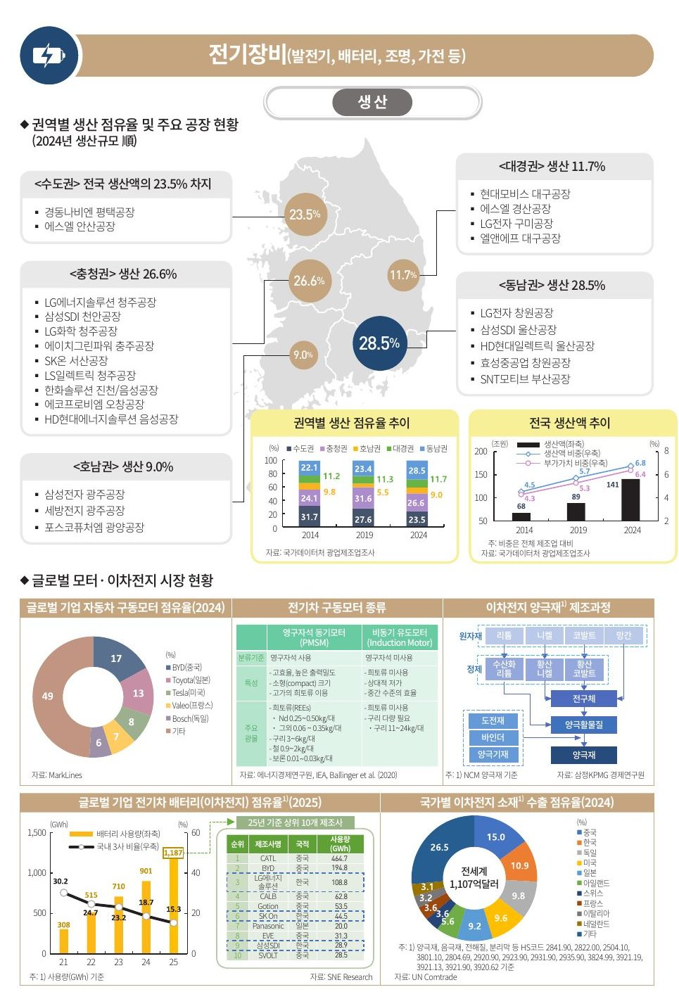 전기장비(발전기, 배터리, 조명, 가전 등)
생 산
◆ 권역별 생산 점유율 및 주요 공장 현황
(2024년 생산규모 順)
<수도권> 전국 생산액의 23.5% 차지
▪ 경동나비엔 평택공장
▪ 에스엘 안산공장
<충청권> 생산 26.6%
▪ LG에너지솔루션 청주공장
▪ 삼성SDI 천안공장
▪ LG화학 청주공장
▪ 에이치그린파워 충주공장
▪ SK온 서산공장
▪ LS일렉트릭 청주공장
▪ 한화솔루션 진천/음성공장
▪ 에코프로비엠 오창공장
▪ HD현대에너지솔루션 음성공장
<호남권> 생산 9.0%
▪ 삼성전자 광주공장
▪ 세방전지 광주공장
▪ 포스코퓨처엠 광양공장
23.5%
26.6%
11.7%
28.5%
9.0%
<대경권> 생산 11.7%
▪ 현대모비스 대구공장
▪ 에스엘 경산공장
▪ LG전자 구미공장
▪ 엘앤에프 대구공장
<동남권> 생산 28.5%
▪ LG전자 창원공장
▪ 삼성SDI 울산공장
▪ HD현대일렉트릭 울산공장
▪ 효성중공업 창원공장
▪ SNT모티브 부산공장
권역별 생산 점유율 추이
(%) 수도권 충청권 호남권 대경권 동남권
100
80
60
40
20
0
22.1 23.4 28.5
11.2 11.3 11.7
9.8 5.5 9.0
24.1 31.6 26.6
31.7 27.6 23.5
2014 2019 2024
자료: 국가데이터처 광업제조업조사
전국 생산액 추이
(조원) 생산액(좌축) (%)
생산액 비중(우축)
부가가치 비중(우축)
200 8
150 6
100 4
50 2
4.5 5.7 6.8
4.3 5.3 6.4
68 89 141
2014 2019 2024
주: 비중은 전체 제조업 대비
자료: 국가데이터처 광업제조업조사
◆ 글로벌 모터 · 이차전지 시장 현황
글로벌 기업 자동차 구동모터 점유율(2024)
17
13
8
7
6
49
(%)
BYD(중국)
Toyota(일본)
Tesla(미국)
Valeo(프랑스)
Bosch(독일)
기타
자료: MarkLines
전기차 구동모터 종류
영구자석 동기모터 비동기 유도모터
(PMSM) (Induction Motor)
분류기준 영구자석 사용 영구자석 미사용
특성
- 고효율, 높은 출력밀도
- 소형(compact) 크기
- 고가의 희토류 이용
- 희토류 미사용
- 상대적 저가
- 중간 수준의 효율
주요
광물
- 희토류(REEs)
・ Nd 0.25~0.50kg/대
・ 그외 0.06 ~ 0.35kg/대
- 구리 3~6kg/대
- 철 0.9~2kg/대
- 보론 0.01~0.03kg/대
- 희토류 미사용
- 구리 다량 필요
・구리 11~24kg/대
자료: 에너지경제연구원, IEA, Ballinger et al. (2020)
이차전지 양극재1) 제조과정
원자재 리튬 니켈 코발트 망간
정제
수산화 황산 황산
리튬 니켈 코발트
전구체
도전재
바인더
양극기재
양극활물질
양극재
주: 1) NCM 양극재 기준 자료: 삼정KPMG 경제연구원
글로벌 기업 전기차 배터리(이차전지) 점유율1)(2025)
(GWh) (%)
배터리 사용량(좌축)
국내 3사 비율(우축)
1,500 60
1,000 40
500 20
0 0
308 515 710 901 1,187
30.2 24.7 23.2 18.7 15.3
21 22 23 24 25
주: 1) 사용량(GWh) 기준
25년 기준 상위 10개 제조사
순위 제조사명 국적 사용량
(GWh)
1 CATL 중국 464.7
2 BYD 중국 194.8
3 LG에너지
솔루션 한국 108.8
4 CALB 중국 62.8
5 Gotion 중국 53.5
6 SK On 한국 44.5
7 Panasonic 일본 20.0
8 EVE 중국 31.3
9 삼성SDI 한국 28.9
10 SVOLT 중국 28.5
자료: SNE Research
국가별 이차전지 소재1) 수출 점유율(2024)
15.0
10.9
9.8
9.6
9.2
5.6
3.6
3.6
3.2
3.1
26.5
전세계
1,107억달러
(%)
중국
한국
독일
미국
일본
아일랜드
스위스
프랑스
이탈리아
네덜란드
기타
주: 1) 양극재, 음극재, 전해질, 분리막 등 HS코드 2841.90, 2822.00, 2504.10,
3801.10, 2804.69, 2920.90, 2923.90, 2931.90, 2935.90, 3824.99, 3921.19,
3921.13, 3921.90, 3920.62 기준
자료: UN Comtrade